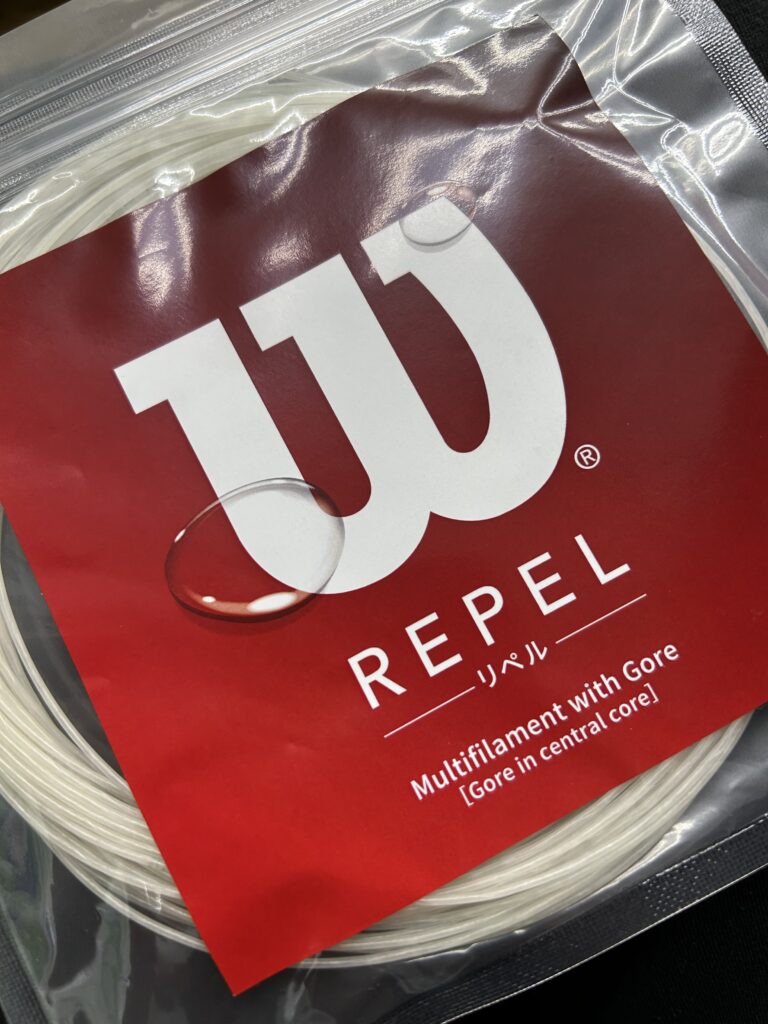 W®
REPEL
リペル
Multifilament with Gore
[Gore in central core]